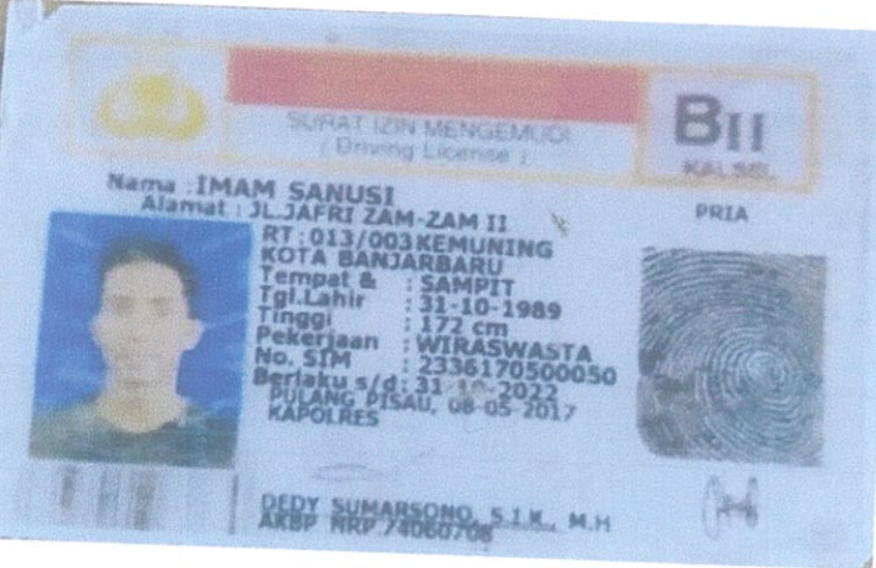 SURAT IZIN MENGEMUDI
( Driving License )
BII
KALSEL
Nama : IMAM SANUSI
Alamat : JL.JAFRI ZAM-ZAM II
RT : 013/003 KEMUNING
KOTA BANJARBARU
Tempat & : SAMPIT
Tgl.Lahir : 31-10-1989
Tinggi : 172 cm
Pekerjaan : WIRASWASTA
No. SIM : 2336170500050
Berlaku s/d : 31-10-2022
PULANG PISAU, 08-05-2017
KAPOLRES
DEDY SUMARSONO, S.I.K., M.H
AKBP NRP.74060708
PRIA